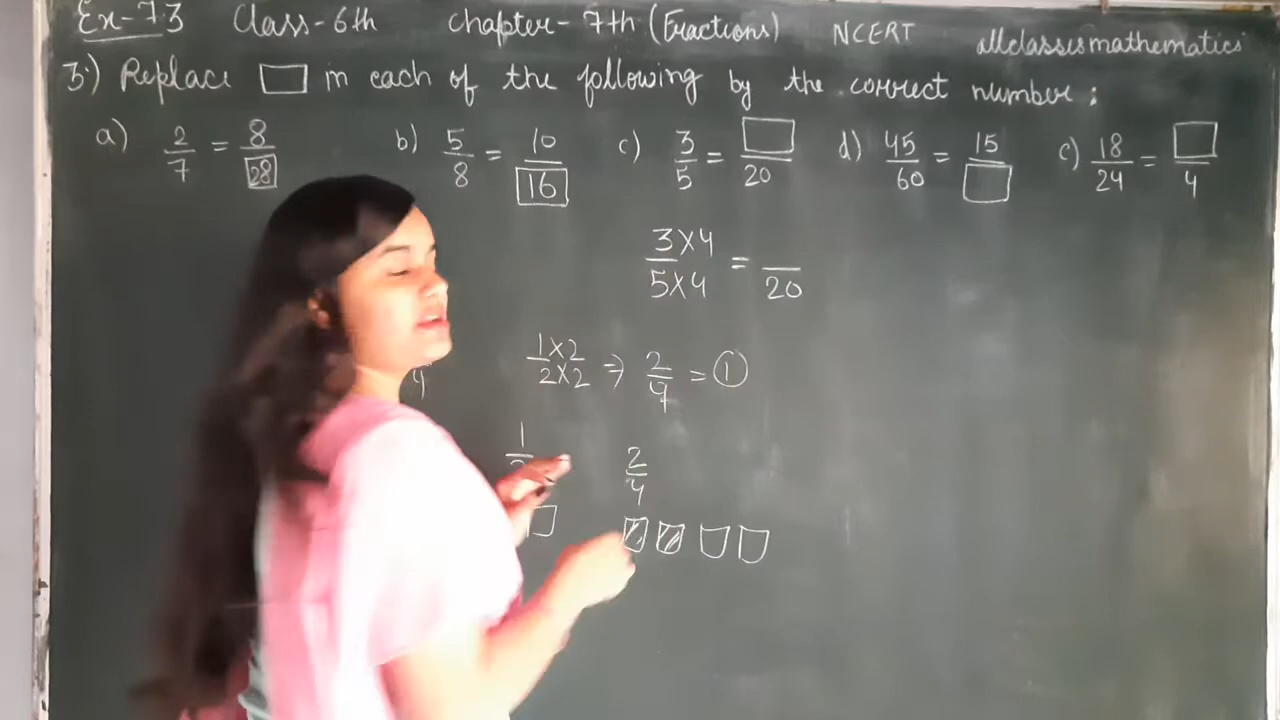 Ex-7.3 Class-6th Chapter-7th (Fractions) NCERT allclassesmathematics
3.) Replace □ in each of the following by the correct number:
a) 2/7 = 8/28 b) 5/8 = 10/16 c) 3/5 = □/20 d) 45/60 = 15/□ e) 18/24 = □/4
3×4/5×4 = /20
1×2/2×2 ⇒ 2/4 = 1
4
1/2 2/4